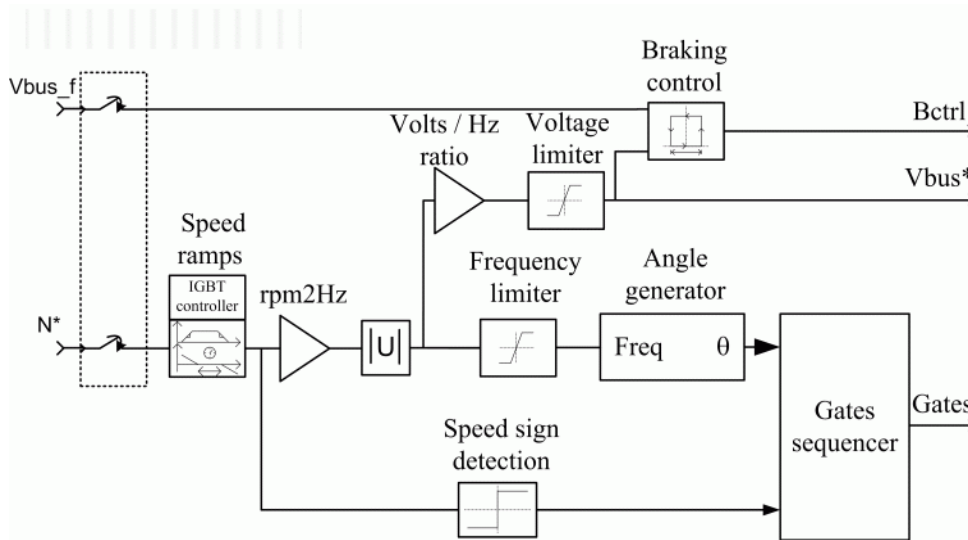 Braking
control
Vbus_f
Bctrl
Volts / Hz
ratio
Voltage
limiter
Vbus*
Speed
ramps
IGBT
controller
rpm2Hz
Frequency
limiter
Angle
generator
N*
|U|
Freq θ
Gates
sequencer
Gates
Speed sign
detection